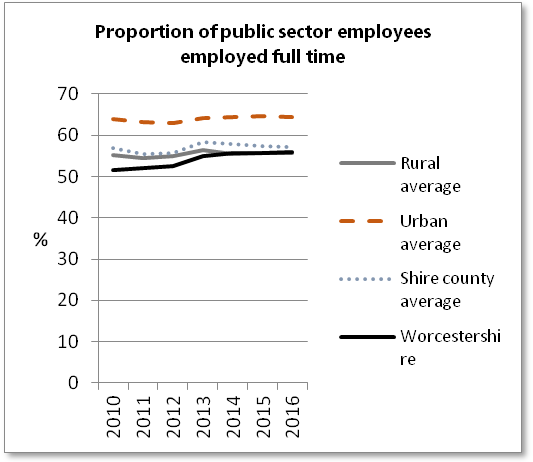 Proportion of public sector employees
employed full time
70
60
50
40
30
20
10
0
%
2010
2011
2012
2013
2014
2015
2016
Rural
average
Urban
average
Shire county
average
Worcestershi
re